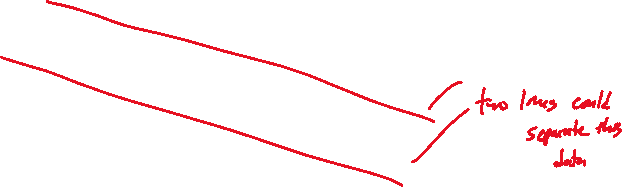 two lines could
separate this
data